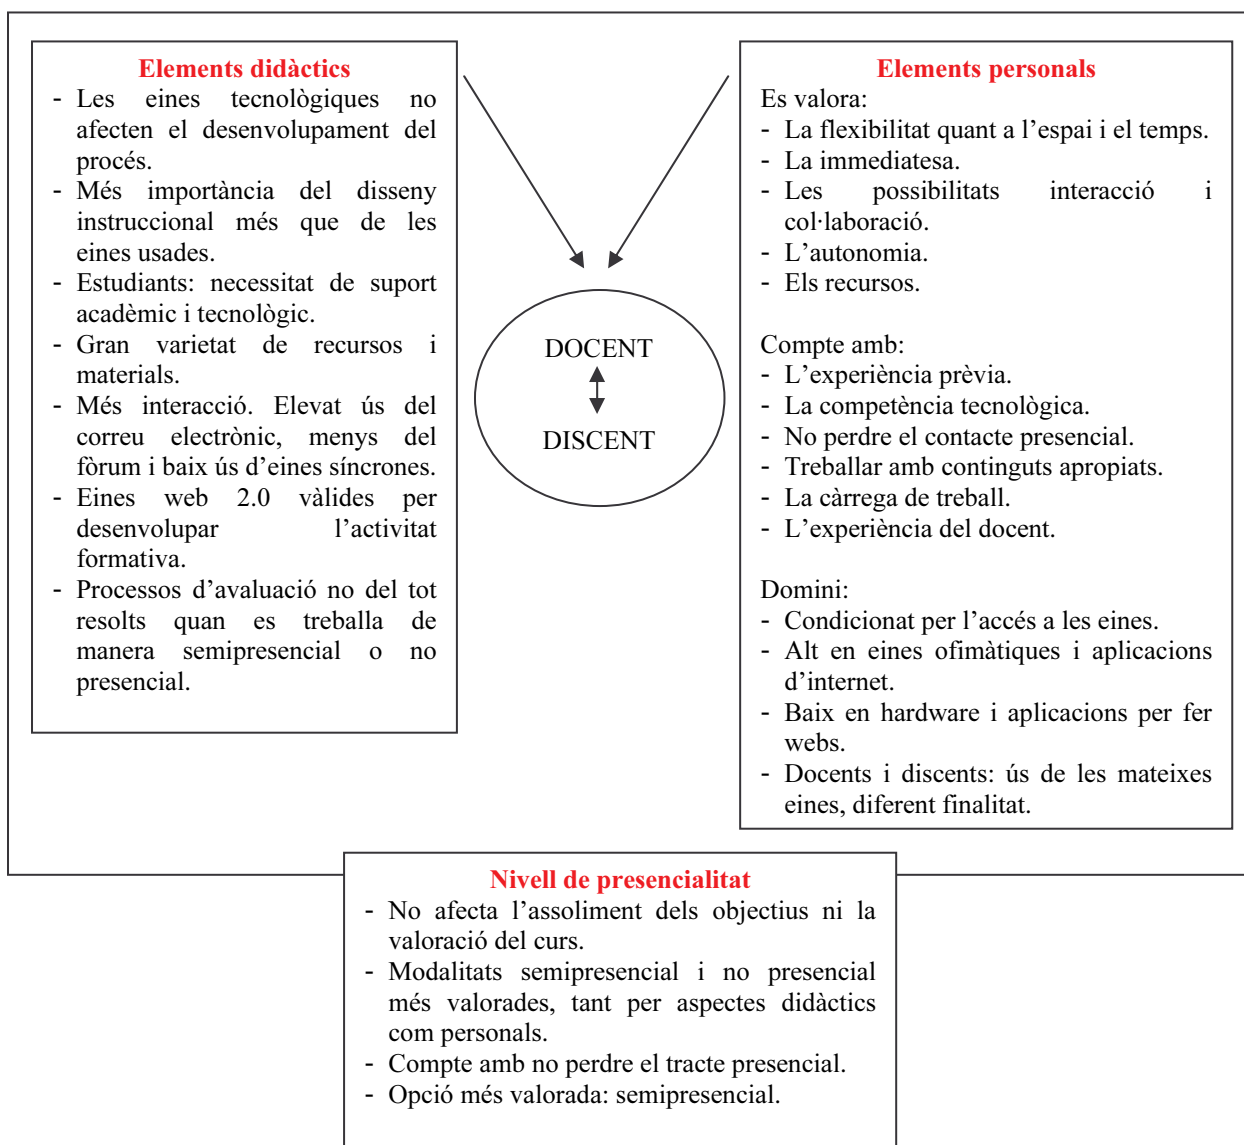 Elements didàctics
- Les eines tecnològiques no
afecten el desenvolupament del
procés.
- Més importància del disseny
instruccional més que de les
eines usades.
- Estudiants: necessitat de suport
acadèmic i tecnològic.
- Gran varietat de recursos i
materials.
- Més interacció. Elevat ús del
correu electrònic, menys del
fòrum i baix ús d’eines síncrones.
- Eines web 2.0 vàlides per
desenvolupar l’activitat
formativa.
- Processos d’avaluació no del tot
resolts quan es treballa de
manera semipresencial o no
presencial.
DOCENT
DISCENT
Elements personals
Es valora:
- La flexibilitat quant a l’espai i el temps.
- La immediatesa.
- Les possibilitats interacció i
col·laboració.
- L’autonomia.
- Els recursos.
Compte amb:
- L’experiència prèvia.
- La competència tecnològica.
- No perdre el contacte presencial.
- Treballar amb continguts apropiats.
- La càrrega de treball.
- L’experiència del docent.
Domini:
- Condicionat per l’accés a les eines.
- Alt en eines ofimàtiques i aplicacions
d’internet.
- Baix en hardware i aplicacions per fer
webs.
- Docents i discents: ús de les mateixes
eines, diferent finalitat.
Nivell de presencialitat
- No afecta l’assoliment dels objectius ni la
valoració del curs.
- Modalitats semipresencial i no presencial
més valorades, tant per aspectes didàctics
com personals.
- Compte amb no perdre el tracte presencial.
- Opció més valorada: semipresencial.